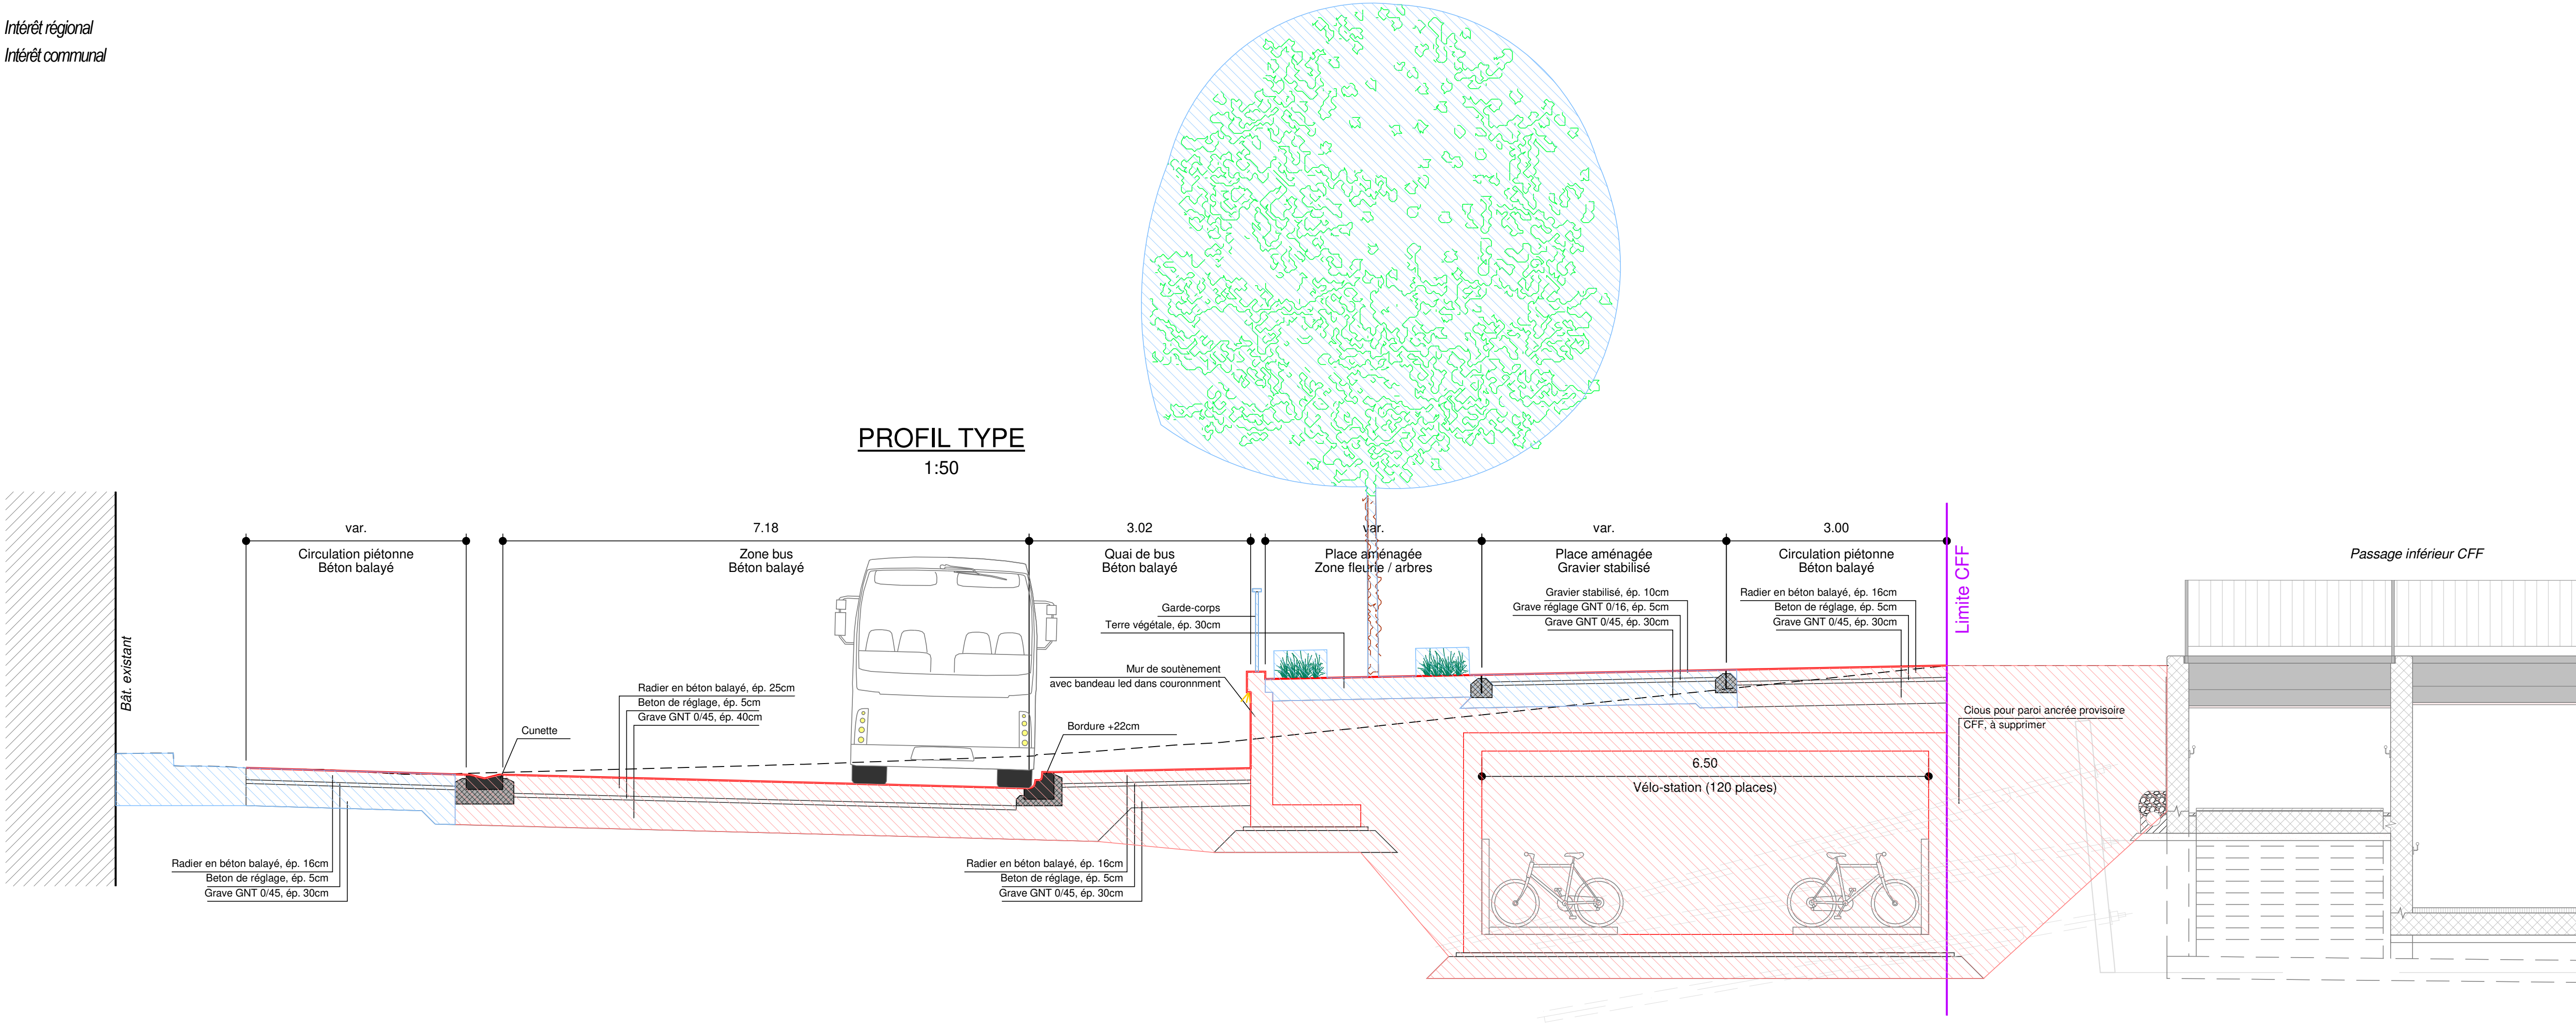 Intérêt régional
Intérêt communal
PROFIL TYPE
1:50
var.
Circulation piétonne
Béton balayé
7.18
Zone bus
Béton balayé
3.02
Quai de bus
Béton balayé
var.
Place aménagée
Zone fleurie / arbres
var.
Place aménagée
Gravier stabilisé
3.00
Circulation piétonne
Béton balayé
Limite CFF
Passage inférieur CFF
Bât. existant
Garde-corps
Terre végétale, ép. 30cm
Gravier stabilisé, ép. 10cm
Grave réglage GNT 0/16, ép. 5cm
Grave GNT 0/45, ép. 30cm
Radier en béton balayé, ép. 16cm
Beton de réglage, ép. 5cm
Grave GNT 0/45, ép. 30cm
Mur de soutènement
avec bandeau led dans couronnment
Radier en béton balayé, ép. 25cm
Beton de réglage, ép. 5cm
Grave GNT 0/45, ép. 40cm
Cunette
Bordure +22cm
Clous pour paroi ancrée provisoire
CFF, à supprimer
6.50
Vélo-station (120 places)
Radier en béton balayé, ép. 16cm
Beton de réglage, ép. 5cm
Grave GNT 0/45, ép. 30cm
Radier en béton balayé, ép. 16cm
Beton de réglage, ép. 5cm
Grave GNT 0/45, ép. 30cm